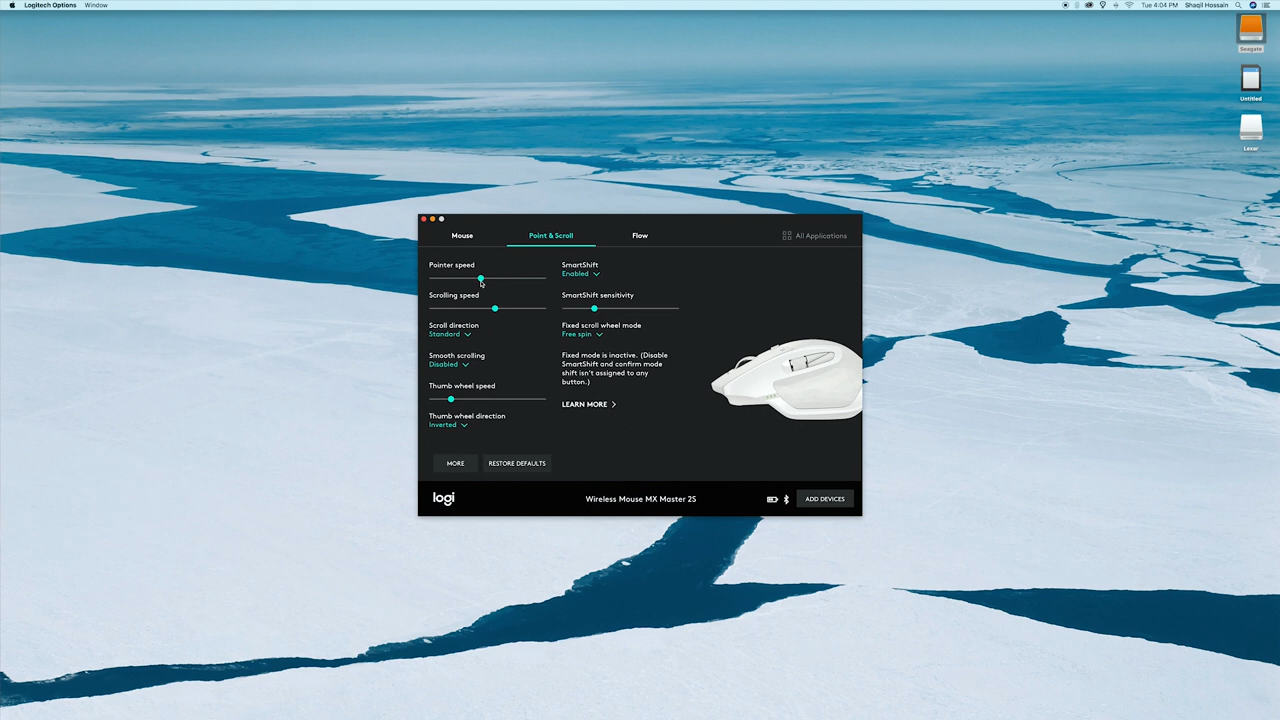 Logitech Options Window
Tue 4:04 PM Shaqil Hossain
Seagate
Untitled
Lexar
Mouse
Point & Scroll
Flow
All Applications
Pointer speed
Scrolling speed
Scroll direction
Standard
Smooth scrolling
Disabled
Thumb wheel speed
Thumb wheel direction
Inverted
SmartShift
Enabled
SmartShift sensitivity
Fixed scroll wheel mode
Free spin
Fixed mode is inactive. (Disable
SmartShift and confirm mode
shift isn't assigned to any
button.)
LEARN MORE
MORE
RESTORE DEFAULTS
logi
Wireless Mouse MX Master 2S
ADD DEVICES